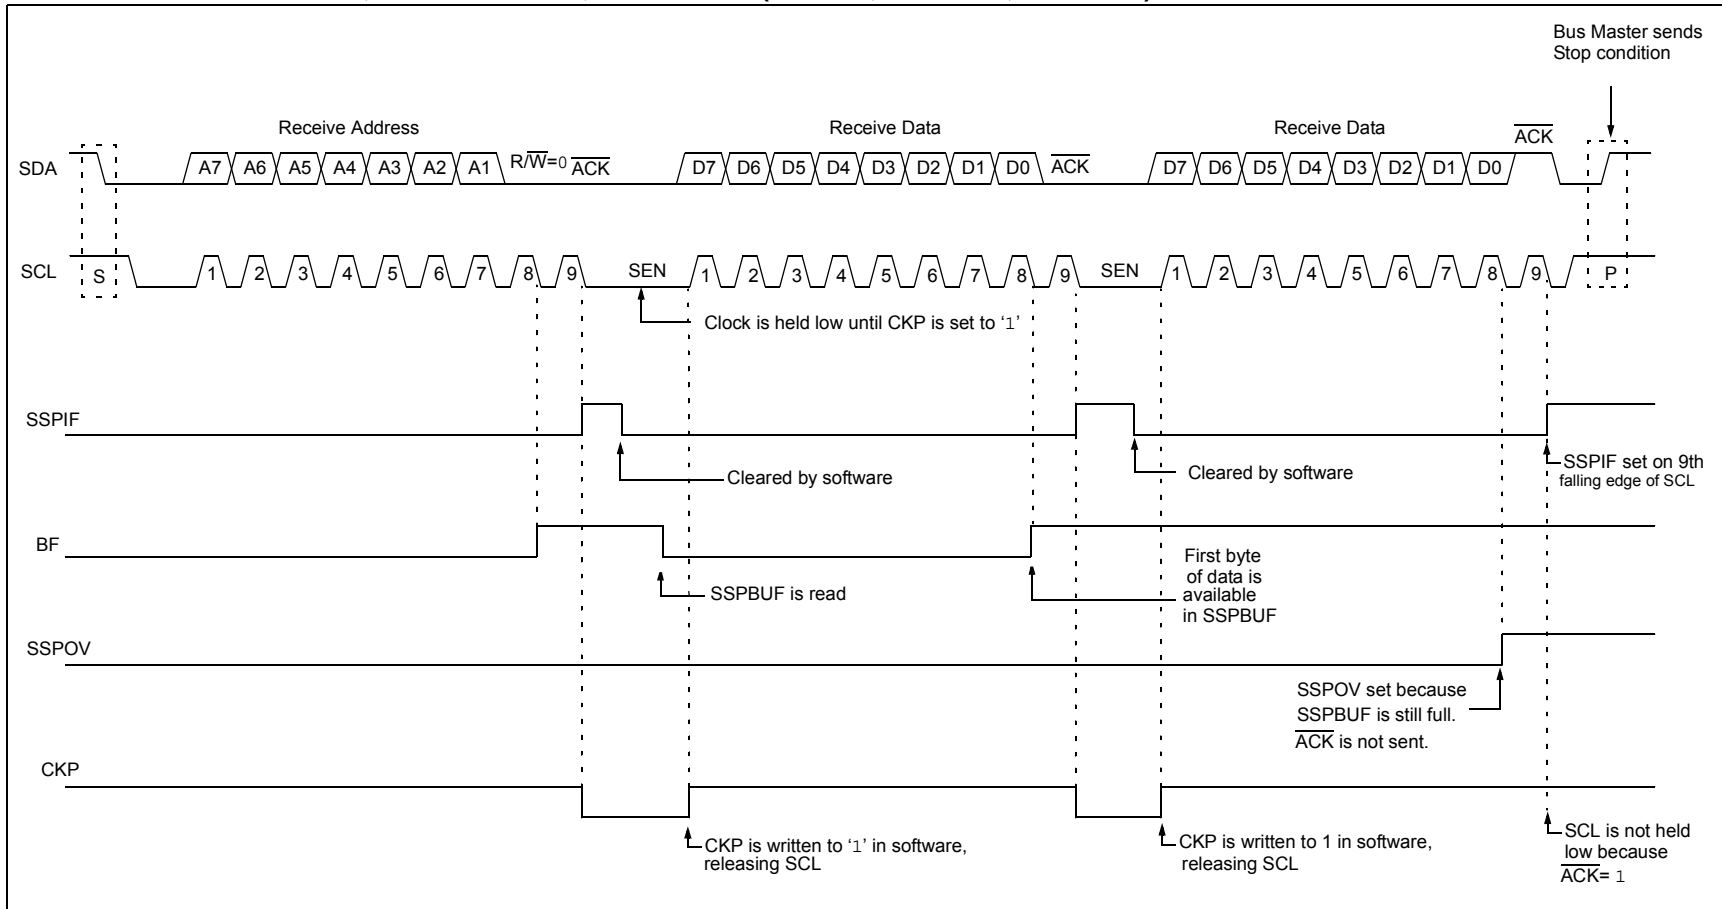 Bus Master sends
Stop condition
Receive Address
Receive Data
Receive Data
ACK
SDA
A7 A6 A5 A4 A3 A2 A1 R/W=0 ACK
D7 D6 D5 D4 D3 D2 D1 D0 ACK
D7 D6 D5 D4 D3 D2 D1 D0
SCL
S
1 2 3 4 5 6 7 8 9
SEN
1 2 3 4 5 6 7 8 9
SEN
1 2 3 4 5 6 7 8 9
P
Clock is held low until CKP is set to ‘1’
SSPIF
Cleared by software
Cleared by software
SSPIF set on 9th
falling edge of SCL
BF
SSPBUF is read
First byte
of data is
available
in SSPBUF
SSPOV
SSPOV set because
SSPBUF is still full.
ACK is not sent.
CKP
CKP is written to ‘1’ in software,
releasing SCL
CKP is written to 1 in software,
releasing SCL
SCL is not held
low because
ACK= 1